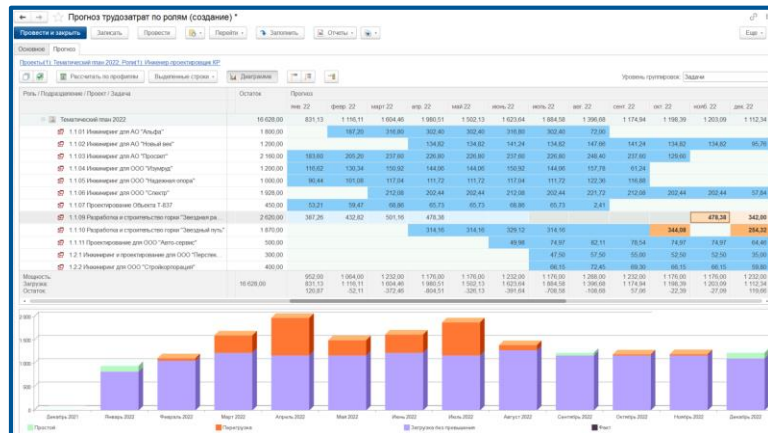 Прогноз трудозатрат по ролям (создание) *
Провести и закрыть Записать Провести Перейти Заполнить Отчеты Еще
Основное Прогноз
Проекты(1): Тематический план 2022; Роли(1): Инженер проектировщик КР
Рассчитать по профилям Выделенные строки Диаграмма Уровень группировок: Задачи
Роль / Подразделение / Проект / Задача Остаток Прогноз
янв. 22 февр. 22 март 22 апр. 22 май 22 июнь 22 июль 22 авг. 22 сент. 22 окт. 22 нояб. 22 дек. 22
Тематический план 2022 16 628,00 831,13 1 116,11 1 604,46 1 980,51 1 502,13 1 623,64 1 884,58 1 396,68 1 174,94 1 198,39 1 203,09 1 112,34
1.1.01 Инжиниринг для АО "Альфа" 1 800,00 187,20 316,80 302,40 302,40 316,80 302,40 72,00
1.1.02 Инжиниринг для АО "Новый век" 1 200,00 134,82 134,82 141,24 134,82 147,66 141,24 134,82 134,82 95,76
1.1.03 Инжиниринг для АО "Просвет" 2 160,00 183,60 205,20 237,60 226,80 226,80 237,60 226,80 248,40 237,60 129,60
1.1.04 Инжиниринг для ООО "Изумруд" 1 200,00 116,62 130,34 150,92 144,06 144,06 150,92 144,06 157,78 61,24
1.1.05 Инжиниринг для ООО "Надежная опора" 1 000,00 90,44 101,08 117,04 111,72 111,72 117,04 111,72 122,36 116,88
1.1.06 Инжиниринг для ООО "Спектр" 1 928,00 212,08 202,44 202,44 212,08 202,44 221,72 212,08 202,44 202,44 57,84
1.1.07 Проектирование Объекта Т-837 450,00 53,21 59,47 68,86 65,73 65,73 68,86 65,73 2,41
1.1.09 Разработка и строительство горки "Звездная ра... 2 620,00 387,26 432,82 501,16 478,38 478,38 342,00
1.1.10 Разработка и строительство горки "Звездный путь" 1 870,00 314,16 314,16 329,12 314,16 344,08 254,32
1.1.11 Проектирование для ООО "Авто-сервис" 500,00 49,98 74,97 82,11 78,54 74,97 74,97 64,46
1.2.1 Инжиниринг и проектирование для ООО "Перспек... 300,00 47,50 57,50 55,00 52,50 52,50 35,00
1.2.2 Инжиниринг для ООО "Стройкорпорация" 400,00 66,15 72,45 69,30 66,15 66,15 59,80
Мощность: 952,00 1 064,00 1 232,00 1 176,00 1 176,00 1 232,00 1 176,00 1 288,00 1 232,00 1 176,00 1 176,00 1 232,00
Загрузка: 16 628,00 831,13 1 116,11 1 604,46 1 980,51 1 502,13 1 623,64 1 884,58 1 396,68 1 174,94 1 198,39 1 203,09 1 112,34
Остаток: 120,87 -52,11 -372,46 -804,51 -326,13 -391,64 -708,58 -108,68 57,06 -22,39 -27,09 119,66
2 000
1 500
1 000
500
0
Декабрь 2021 Январь 2022 Февраль 2022 Март 2022 Апрель 2022 Май 2022 Июнь 2022 Июль 2022 Август 2022 Сентябрь 2022 Октябрь 2022 Ноябрь 2022 Декабрь 2022
Простой Перегрузка Загрузка без превышения Факт